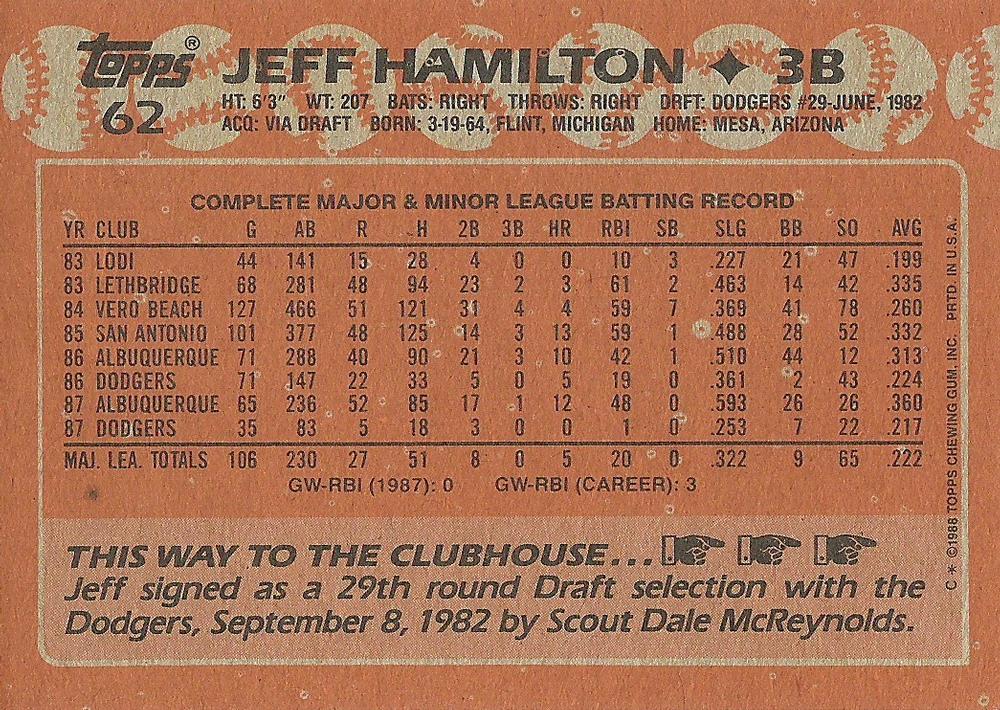 Topps® JEFF HAMILTON ✦ 3B
62
HT: 6'3" WT: 207 BATS: RIGHT THROWS: RIGHT DRFT: DODGERS #29-JUNE, 1982
ACQ: VIA DRAFT BORN: 3-19-64, FLINT, MICHIGAN HOME: MESA, ARIZONA
COMPLETE MAJOR & MINOR LEAGUE BATTING RECORD
YR CLUB G AB R H 2B 3B HR RBI SB SLG BB SO AVG
83 LODI 44 141 15 28 4 0 0 10 3 .227 21 47 .199
83 LETHBRIDGE 68 281 48 94 23 2 3 61 2 .463 14 42 .335
84 VERO BEACH 127 466 51 121 31 4 4 59 7 .369 41 78 .260
85 SAN ANTONIO 101 377 48 125 14 3 13 59 1 .488 28 52 .332
86 ALBUQUERQUE 71 288 40 90 21 3 10 42 1 .510 44 12 .313
86 DODGERS 71 147 22 33 5 0 5 19 0 .361 2 43 .224
87 ALBUQUERQUE 65 236 52 85 17 1 12 48 0 .593 26 26 .360
87 DODGERS 35 83 5 18 3 0 0 1 0 .253 7 22 .217
MAJ. LEA. TOTALS 106 230 27 51 8 0 5 20 0 .322 9 65 .222
GW-RBI (1987): 0 GW-RBI (CAREER): 3
THIS WAY TO THE CLUBHOUSE...
Jeff signed as a 29th round Draft selection with the
Dodgers, September 8, 1982 by Scout Dale McReynolds.
C * ©1988 TOPPS CHEWING GUM, INC. PRTD. IN U.S.A.